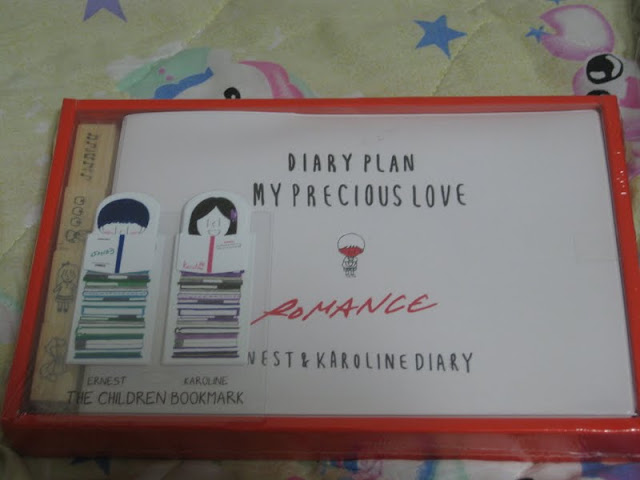 DIARY PLAN
MY PRECIOUS LOVE
ROMANCE
NEST & KAROLINE DIARY
ERNEST
KAROLINE
THE CHILDREN BOOKMARK